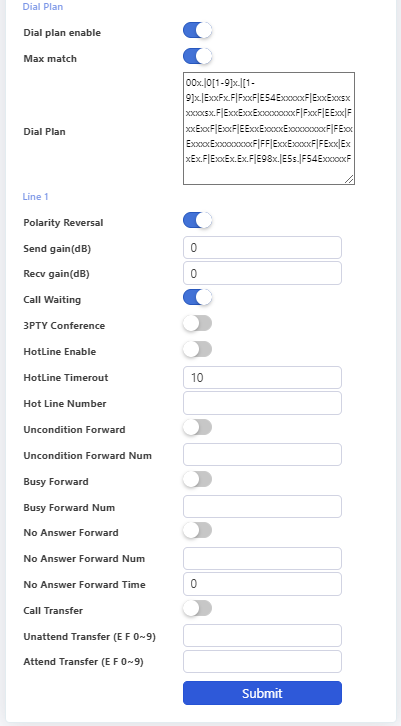 Dial Plan
Dial plan enable
Max match
Dial Plan
00x.|0[1-9]x.|[1-
9]x.|ExxFx.F|FxxF|E54ExxxxxF|ExxExxsx
xxxxsx.F|ExxExxExxxxxxxxF|FxxF|EExx|F
xxExxF|ExxF|EExxExxxxExxxxxxxxF|FExx
ExxxxExxxxxxxxF|FF|ExxExxxxF|FExx|Ex
xEx.F|ExxEx.Ex.F|E98x.|E5s.|F54ExxxxxF
Line 1
Polarity Reversal
Send gain(dB) 0
Recv gain(dB) 0
Call Waiting
3PTY Conference
HotLine Enable
HotLine Timerout 10
Hot Line Number
Uncondition Forward
Uncondition Forward Num
Busy Forward
Busy Forward Num
No Answer Forward
No Answer Forward Num
No Answer Forward Time 0
Call Transfer
Unattend Transfer (E F 0~9)
Attend Transfer (E F 0~9)
Submit